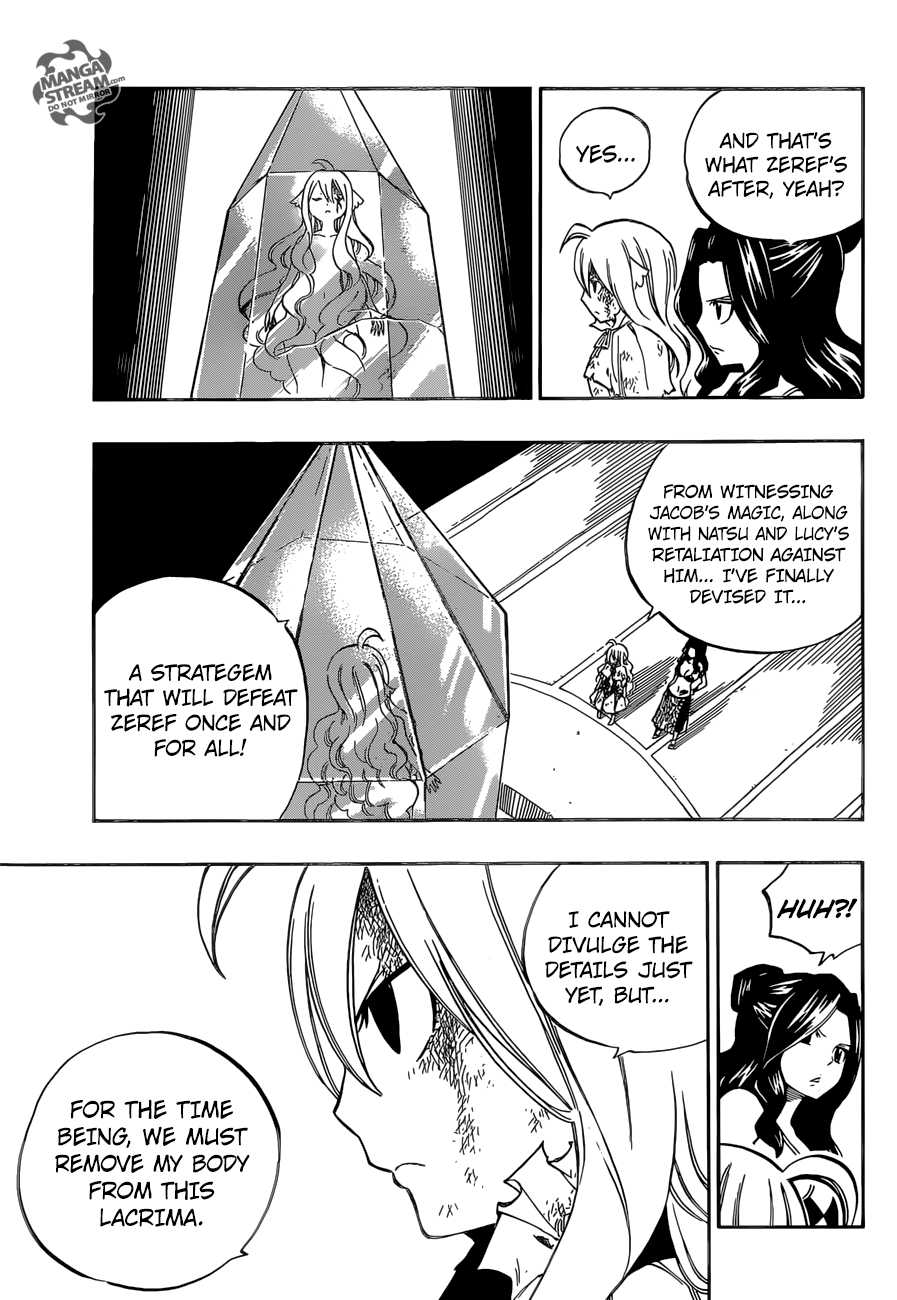 MANGA
STREAM.com
DO NOT MIRROR
AND THAT'S
WHAT ZEREF'S
AFTER, YEAH?
YES...
FROM WITNESSING
JACOB'S MAGIC, ALONG
WITH NATSU AND LUCY'S
RETALIATION AGAINST
HIM... I'VE FINALLY
DEVISED IT...
A STRATEGEM
THAT WILL DEFEAT
ZEREF ONCE AND
FOR ALL!
HUH?!
I CANNOT
DIVULGE THE
DETAILS JUST
YET, BUT...
FOR THE TIME
BEING, WE MUST
REMOVE MY BODY
FROM THIS
LACRIMA.